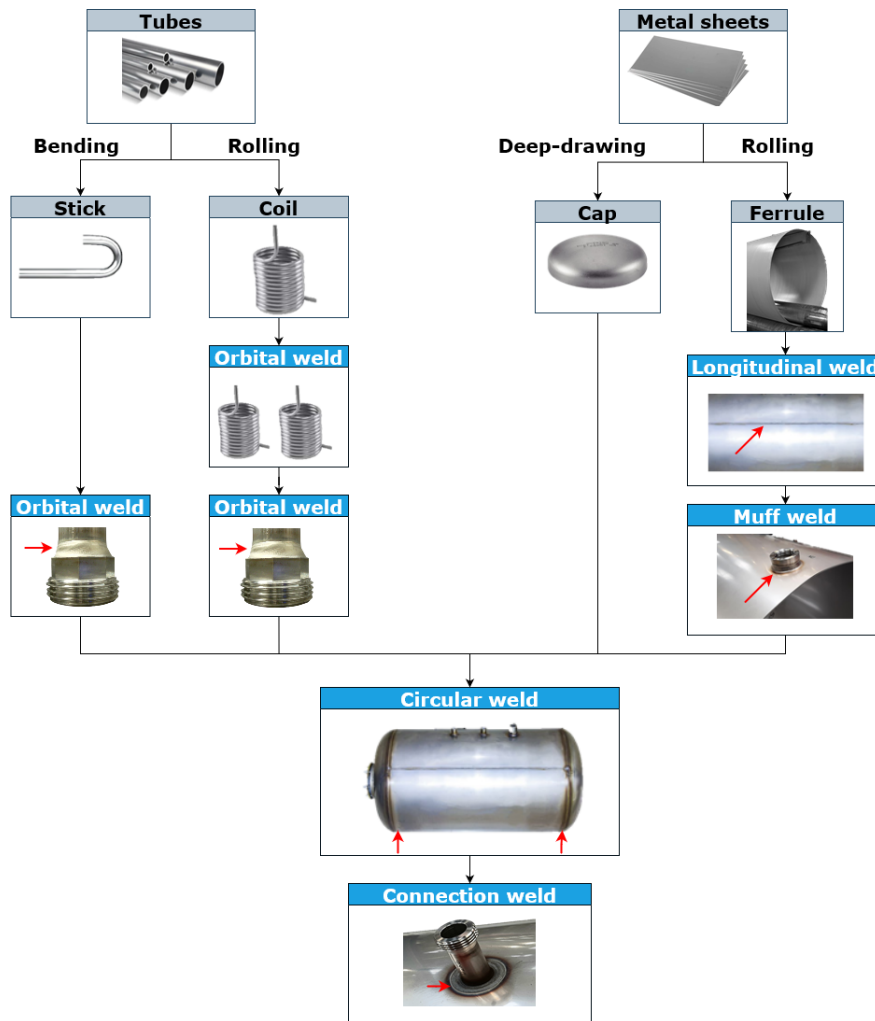 Tubes
Metal sheets
Bending
Rolling
Deep-drawing
Rolling
Stick
Coil
Cap
Ferrule
Orbital weld
Longitudinal weld
Orbital weld
Orbital weld
Muff weld
Circular weld
Connection weld